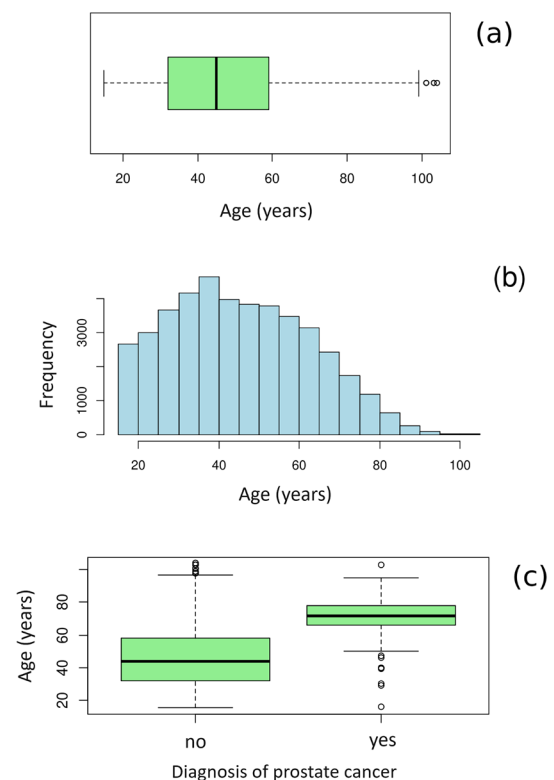 (a)
20 40 60 80 100
Age (years)
(b)
Frequency
3000
1000
0
20 40 60 80 100
Age (years)
(c)
Age (years)
80
60
40
20
no yes
Diagnosis of prostate cancer